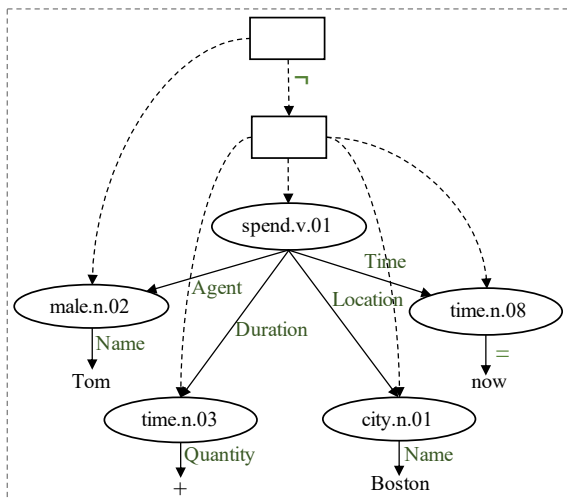 ¬
spend.v.01
Time
Agent
Location
male.n.02
time.n.08
Duration
Name
=
Tom
now
time.n.03
city.n.01
Quantity
Name
+
Boston